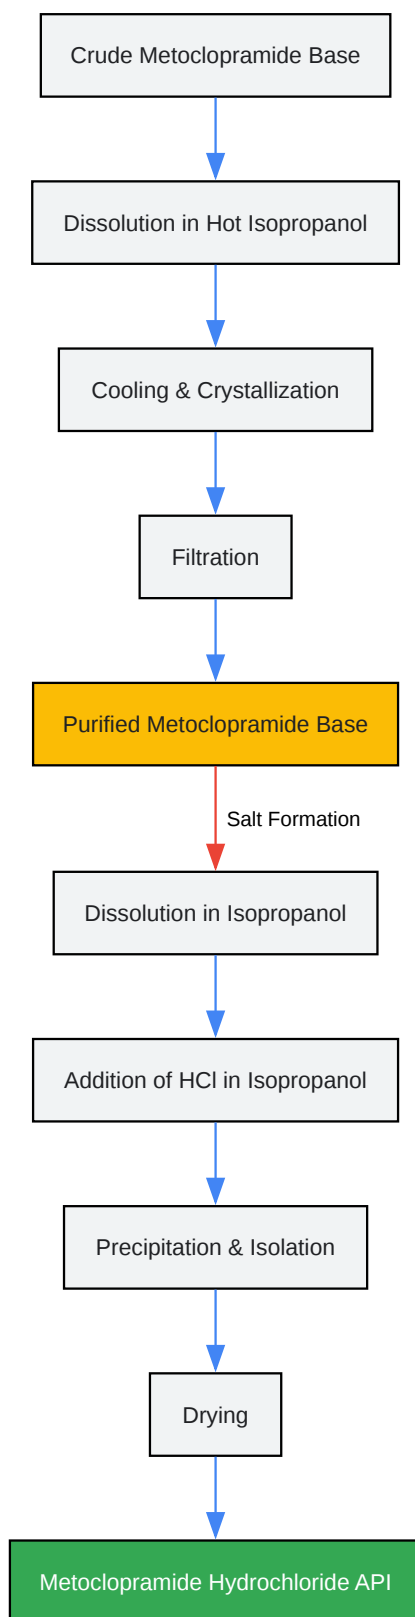 Crude Metoclopramide Base
Dissolution in Hot Isopropanol
Cooling & Crystallization
Filtration
Purified Metoclopramide Base
Salt Formation
Dissolution in Isopropanol
Addition of HCl in Isopropanol
Precipitation & Isolation
Drying
Metoclopramide Hydrochloride API